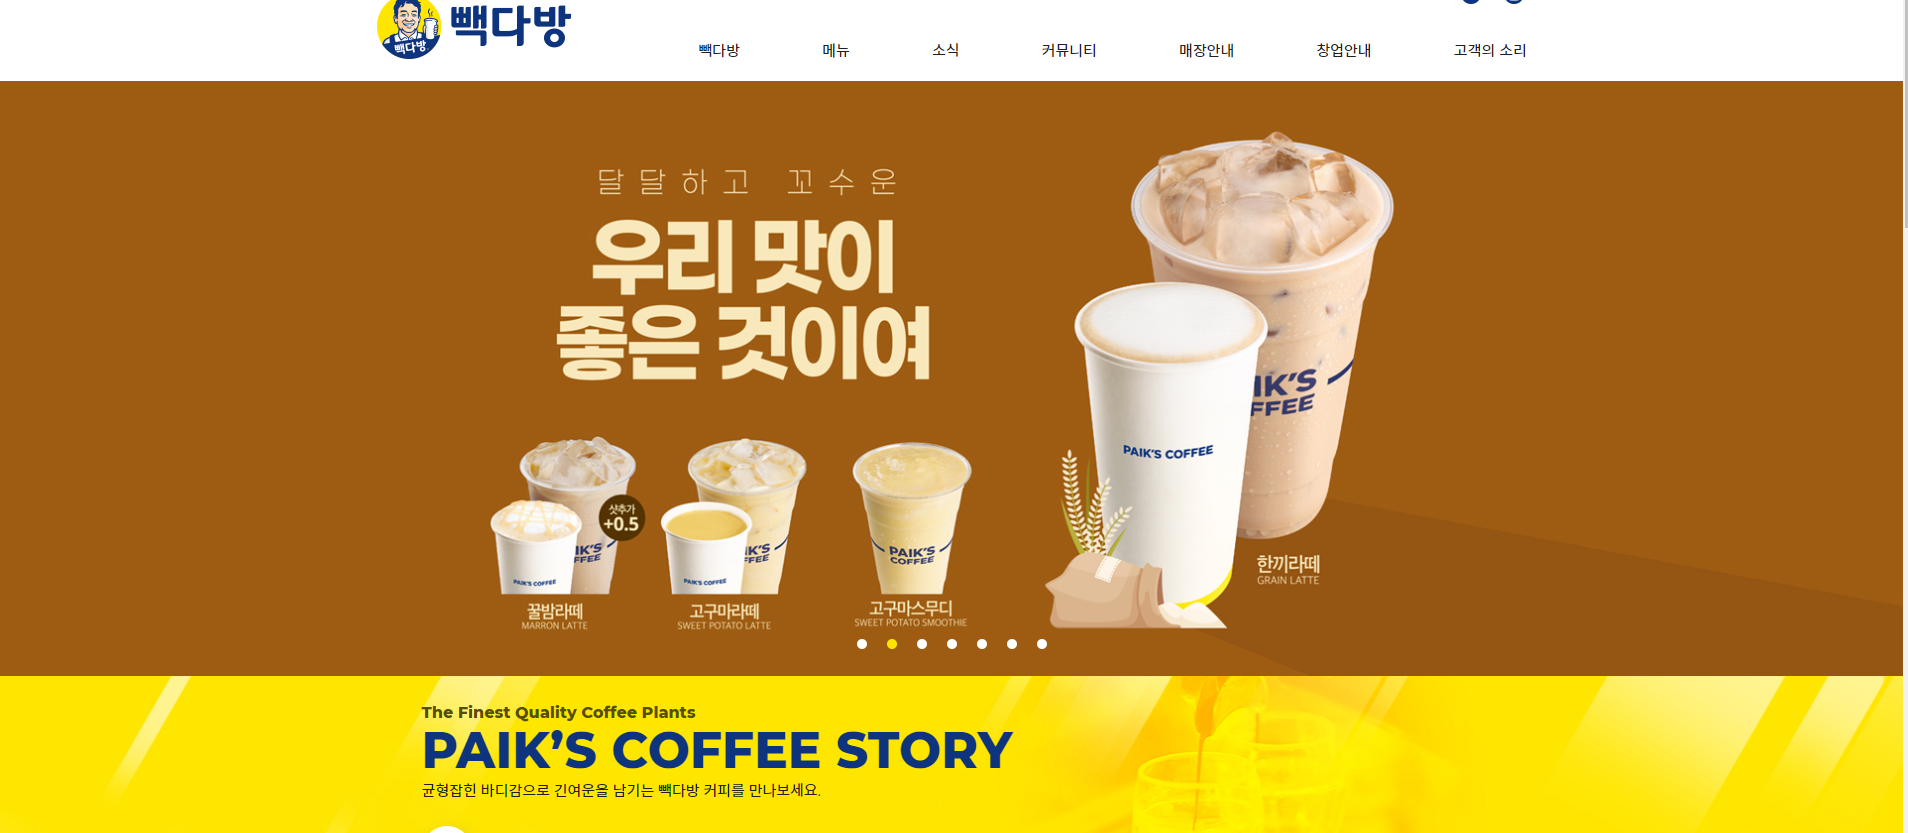 빽다방
빽다방
빽다방 메뉴 소식 커뮤니티 매장안내 창업안내 고객의 소리
달달하고 꼬수운
우리 맛이
좋은 것이여
샷추가
+0.5
PAIK'S COFFEE
IK'S
FFEE
PAIK'S COFFEE
IK'S
FFEE
PAIK'S
COFFEE
꿀밤라떼
MARRON LATTE
고구마라떼
SWEET POTATO LATTE
고구마스무디
SWEET POTATO SMOOTHIE
PAIK'S COFFEE
AIK'S
FFEE
한끼라떼
GRAIN LATTE
The Finest Quality Coffee Plants
PAIK’S COFFEE STORY
균형잡힌 바디감으로 긴여운을 남기는 빽다방 커피를 만나보세요.